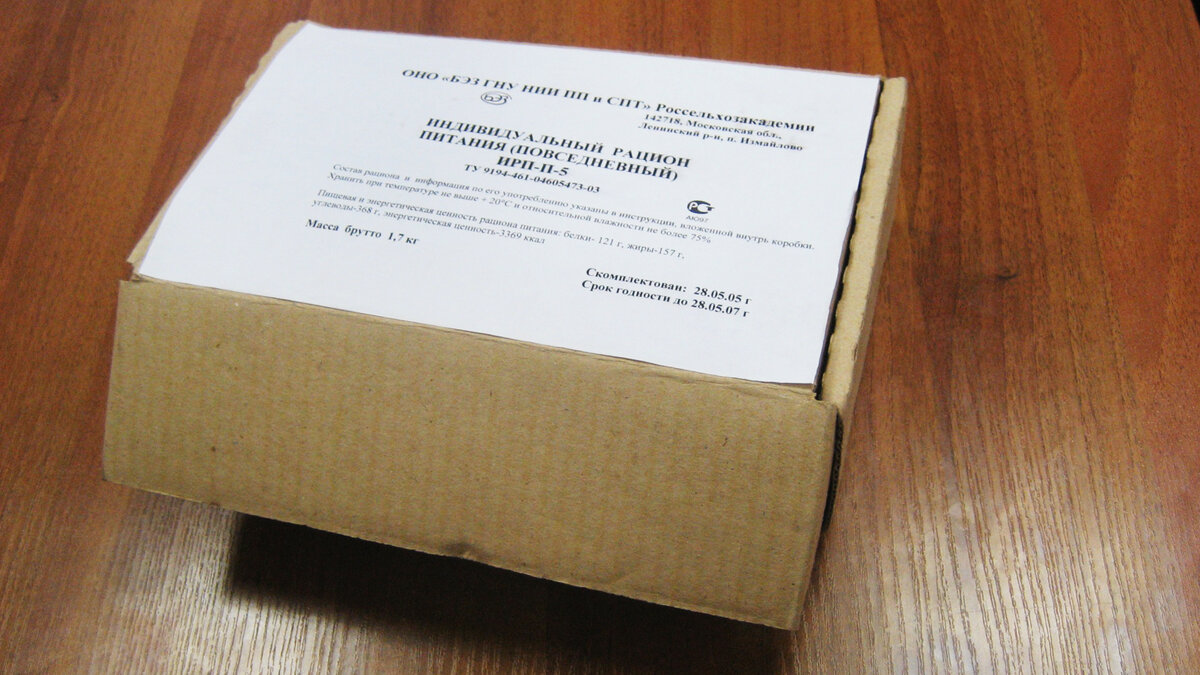 ОНО «БЭЗ ГНУ НИИ ПП и СПТ» Россельхозакадемии
БЭЗ
142718, Московская обл.,
Ленинский р-н, п. Измайлово
ИНДИВИДУАЛЬНЫЙ РАЦИОН
ПИТАНИЯ (ПОВСЕДНЕВНЫЙ)
ИРП-П-5
ТУ 9194-461-04605473-03
Состав рациона и информация по его употреблению указаны в инструкции, вложенной внутрь коробки.
Хранить при температуре не выше + 20°С и относительной влажности не более 75%
РСТ
АЮ97
Пищевая и энергетическая ценность рациона питания: белки- 121 г, жиры-157 г,
углеводы-368 г, энергетическая ценность-3369 ккал
Масса брутто 1,7 кг
Скомплектован: 28.05.05 г
Срок годности до 28.05.07 г